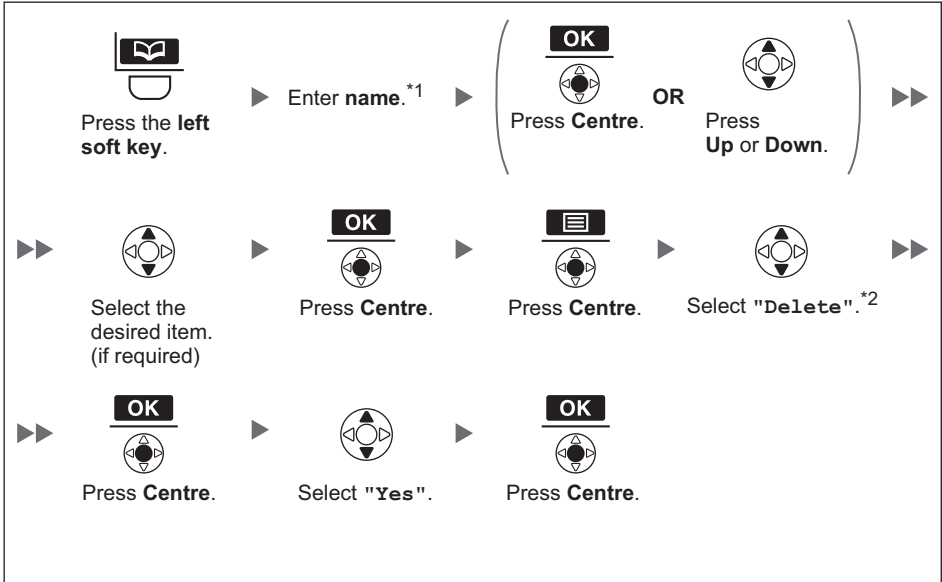 OK
Enter name.*1
OR
Press the left
soft key.
Press Centre.
Press
Up or Down.
OK
Select the
desired item.
(if required)
Press Centre.
Press Centre.
Select "Delete".*2
OK
OK
Press Centre.
Select "Yes".
Press Centre.